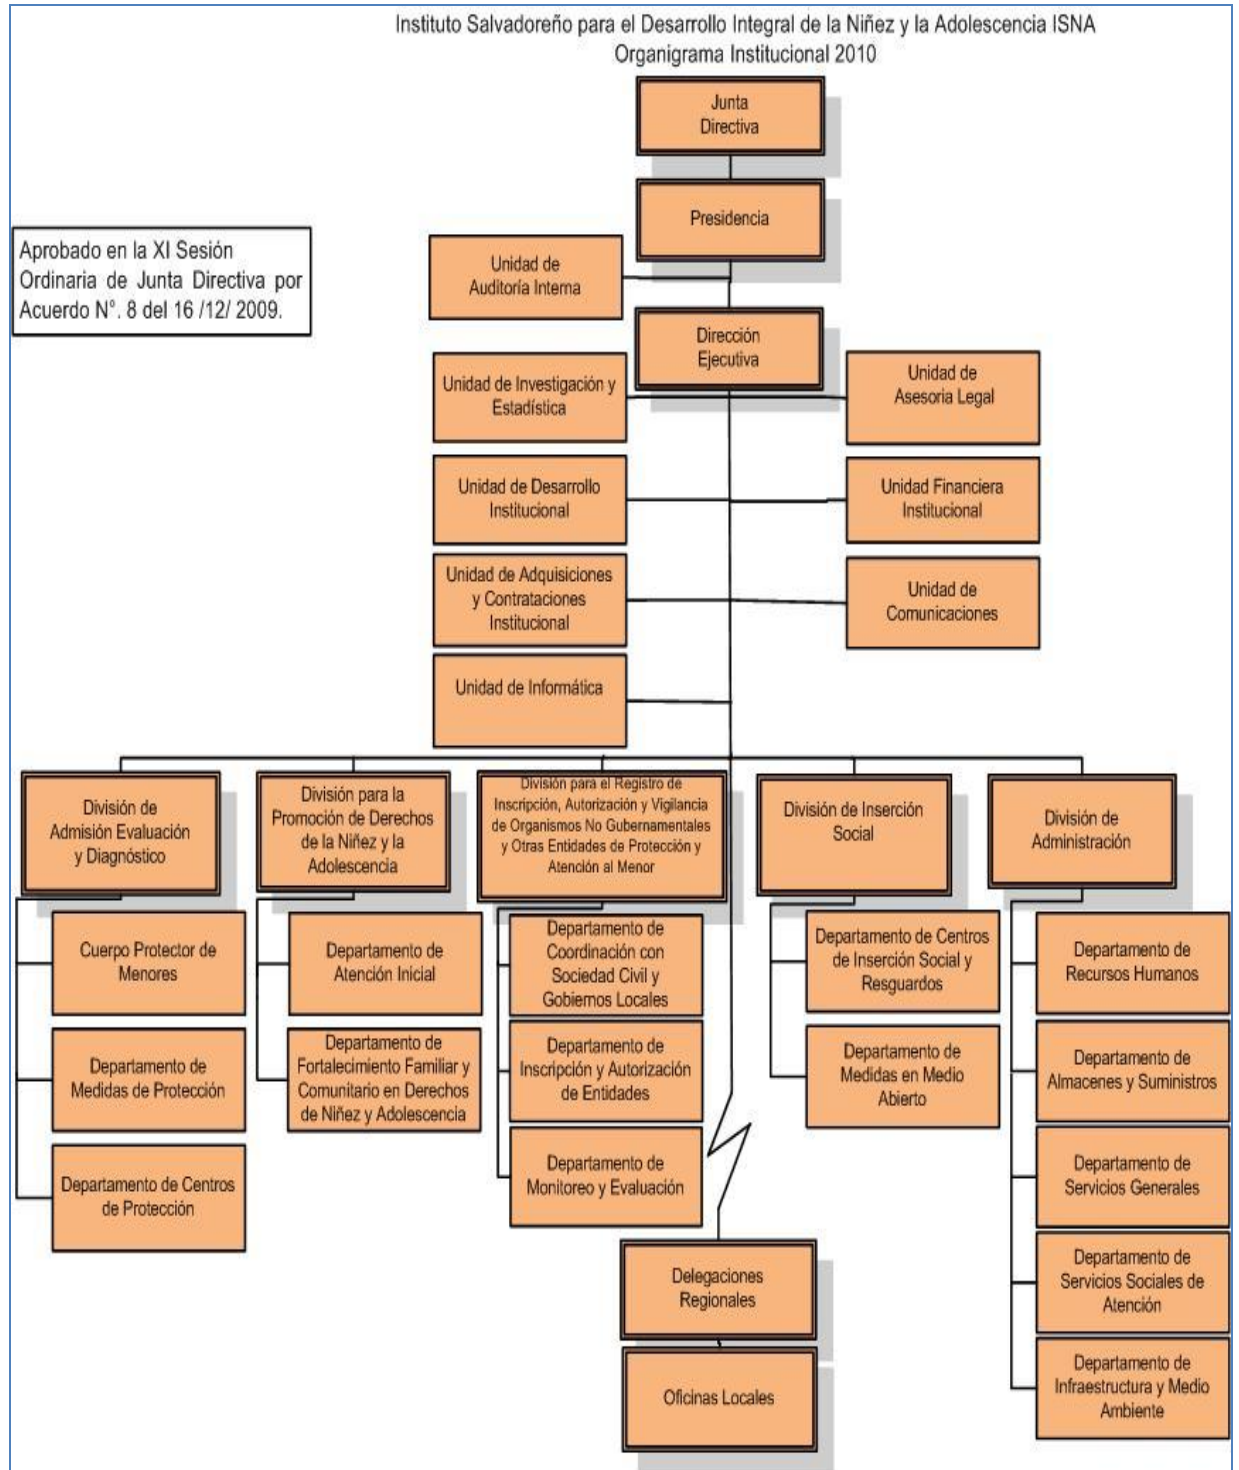 Instituto Salvadoreño para el Desarrollo Integral de la Niñez y la Adolescencia ISNA
Organigrama Institucional 2010
Junta
Directiva
Presidencia
Aprobado en la XI Sesión
Ordinaria de Junta Directiva por
Acuerdo N°. 8 del 16 /12/ 2009.
Unidad de
Auditoría Interna
Dirección
Ejecutiva
Unidad de Investigación y
Estadística
Unidad de
Asesoria Legal
Unidad de Desarrollo
Institucional
Unidad Financiera
Institucional
Unidad de Adquisiciones
y Contrataciones
Institucional
Unidad de
Comunicaciones
Unidad de Informática
División de
Admisión Evaluación
y Diagnóstico
División para la
Promoción de Derechos
de la Niñez y la
Adolescencia
División para el Registro de
Inscripción, Autorización y Vigilancia
de Organismos No Gubernamentales
y Otras Entidades de Protección y
Atención al Menor
División de Inserción
Social
División de
Administración
Cuerpo Protector de
Menores
Departamento de
Medidas de Protección
Departamento de Centros
de Protección
Departamento de
Atención Inicial
Departamento de
Fortalecimiento Familiar y
Comunitario en Derechos
de Niñez y Adolescencia
Departamento de
Coordinación con
Sociedad Civil y
Gobiernos Locales
Departamento de
Inscripción y Autorización
de Entidades
Departamento de
Monitoreo y Evaluación
Departamento de Centros
de Inserción Social y
Resguardos
Departamento de
Medidas en Medio
Abierto
Departamento de
Recursos Humanos
Departamento de
Almacenes y Suministros
Departamento de
Servicios Generales
Departamento de
Servicios Sociales de
Atención
Departamento de
Infraestructura y Medio
Ambiente
Delegaciones
Regionales
Oficinas Locales